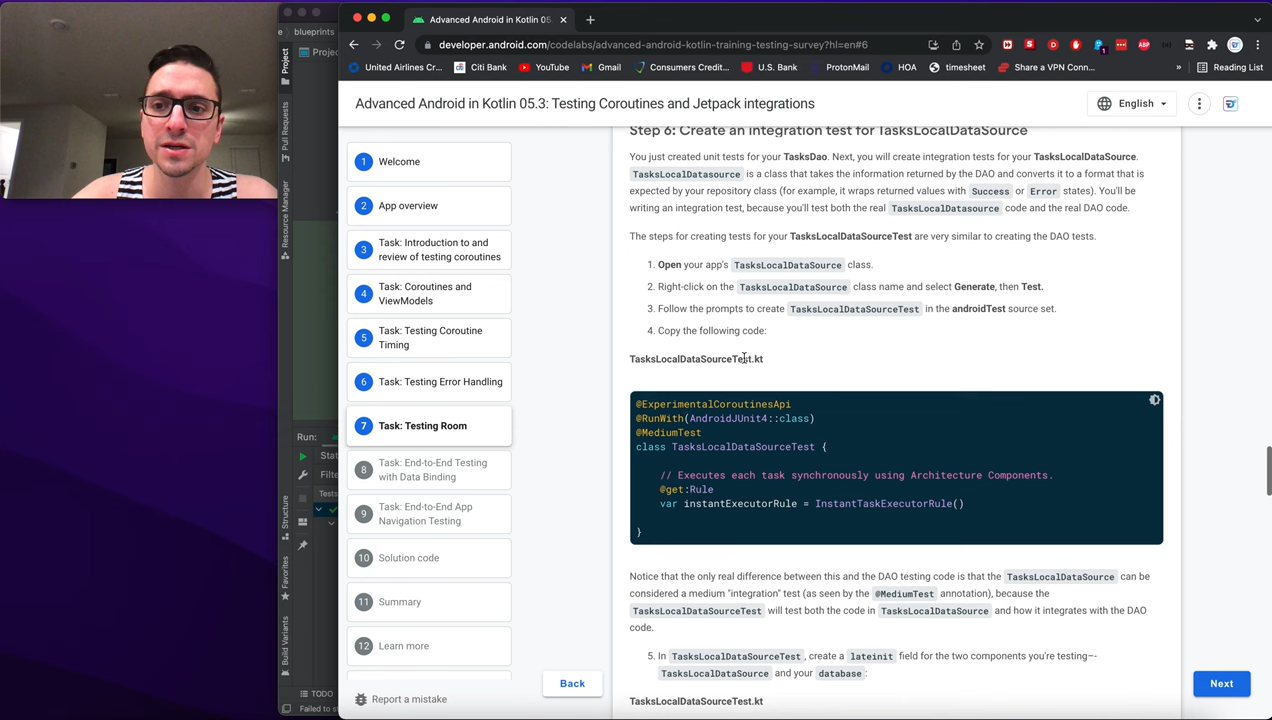 Advanced Android in Kotlin 05.
blueprints
Project
Pull Requests
Resource Manager
Structure
Favorites
Build Variants
Run:
Stat
Filte
Tests
TODO
Failed to s
developer.android.com/codelabs/advanced-android-kotlin-training-testing-survey?hl=en#6
United Airlines Cr...
Citi Bank
YouTube
Gmail
Consumers Credit...
U.S. Bank
ProtonMail
HOA
timesheet
Share a VPN Conn...
»
Reading List
Advanced Android in Kotlin 05.3: Testing Coroutines and Jetpack integrations
English
1 Welcome
2 App overview
3 Task: Introduction to and
review of testing coroutines
4 Task: Coroutines and
ViewModels
5 Task: Testing Coroutine
Timing
6 Task: Testing Error Handling
7 Task: Testing Room
8 Task: End-to-End Testing
with Data Binding
9 Task: End-to-End App
Navigation Testing
10 Solution code
11 Summary
12 Learn more
Report a mistake
Step 6: Create an integration test for TasksLocalDataSource
You just created unit tests for your TasksDao. Next, you will create integration tests for your TasksLocalDataSource.
TasksLocalDatasource is a class that takes the information returned by the DAO and converts it to a format that is
expected by your repository class (for example, it wraps returned values with Success or Error states). You'll be
writing an integration test, because you'll test both the real TasksLocalDatasource code and the real DAO code.
The steps for creating tests for your TasksLocalDataSourceTest are very similar to creating the DAO tests.
1. Open your app's TasksLocalDataSource class.
2. Right-click on the TasksLocalDataSource class name and select Generate, then Test.
3. Follow the prompts to create TasksLocalDataSourceTest in the androidTest source set.
4. Copy the following code:
TasksLocalDataSourceTest.kt
@ExperimentalCoroutinesApi
@RunWith(AndroidJUnit4::class)
@MediumTest
class TasksLocalDataSourceTest {
// Executes each task synchronously using Architecture Components.
@get:Rule
var instantExecutorRule = InstantTaskExecutorRule()
}
Notice that the only real difference between this and the DAO testing code is that the TasksLocalDataSource can be
considered a medium "integration" test (as seen by the @MediumTest annotation), because the
TasksLocalDataSourceTest will test both the code in TasksLocalDataSource and how it integrates with the DAO
code.
5. In TasksLocalDataSourceTest, create a lateinit field for the two components you're testing–-
TasksLocalDataSource and your database:
TasksLocalDataSourceTest.kt
Back
Next